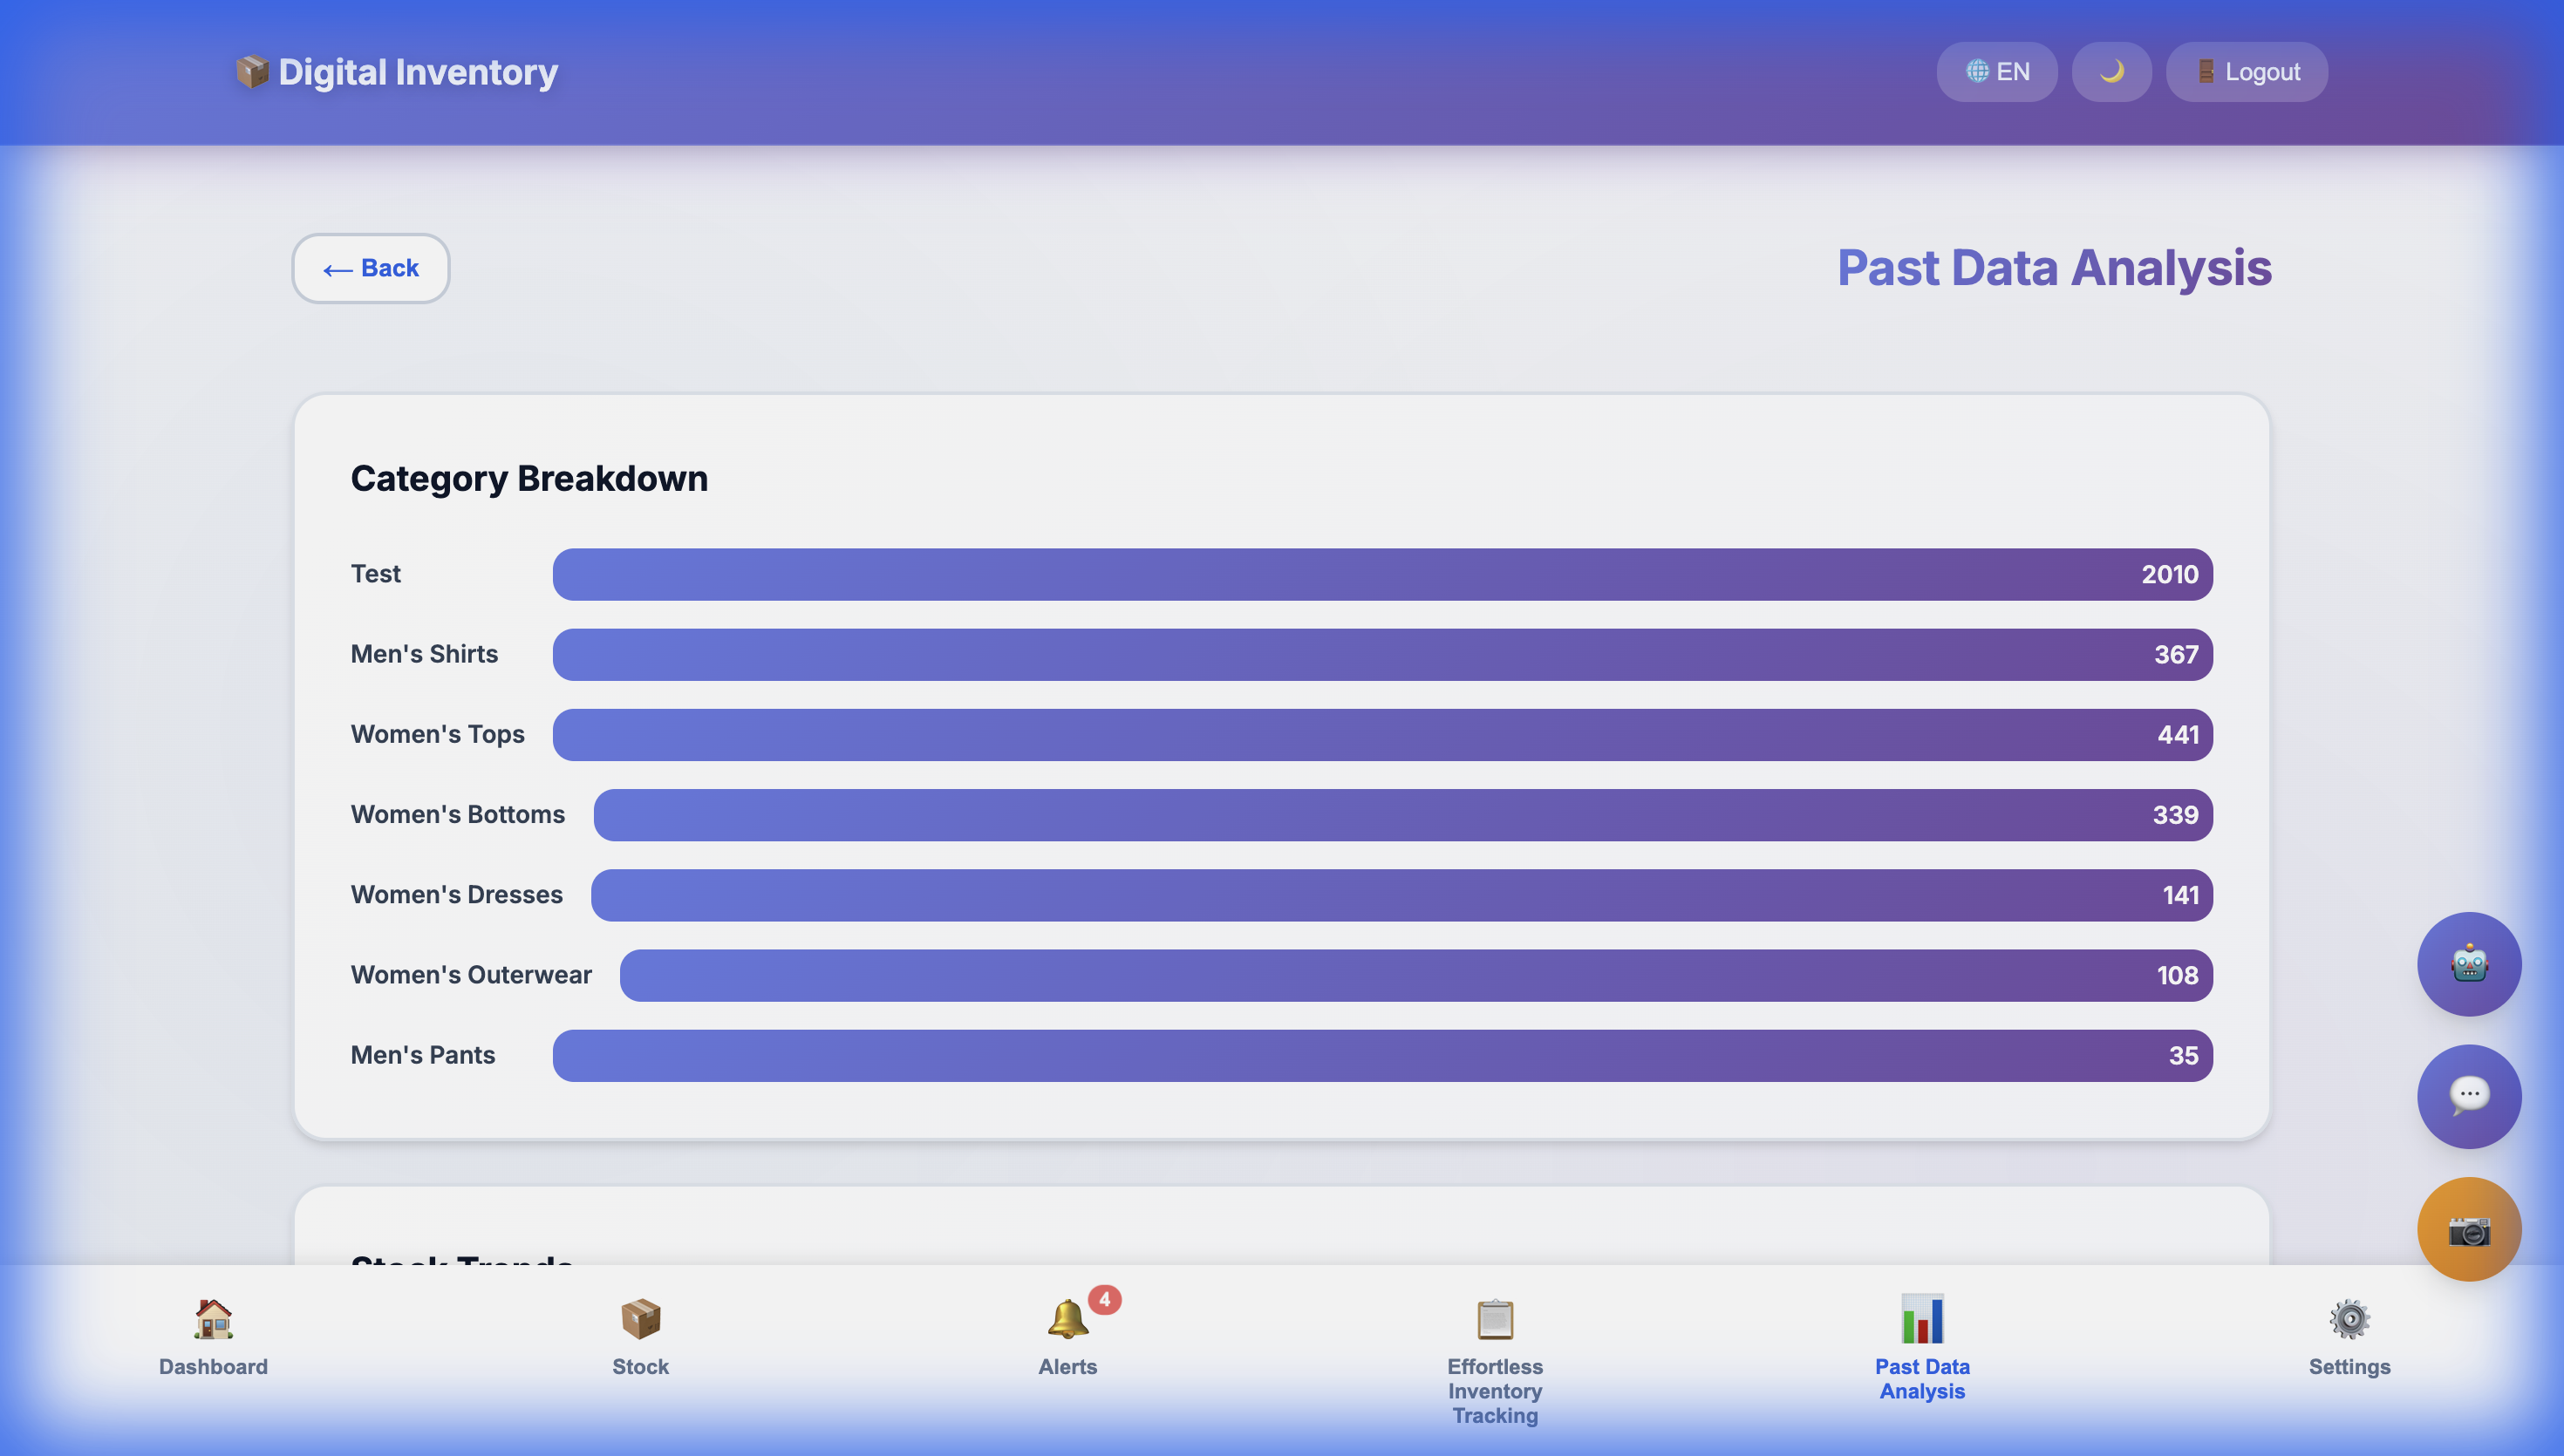 Digital Inventory
EN
Logout
← Back
Past Data Analysis
Category Breakdown
Test 2010
Men's Shirts 367
Women's Tops 441
Women's Bottoms 339
Women's Dresses 141
Women's Outerwear 108
Men's Pants 35
Stock Trends
4
Dashboard
Stock
Alerts
Effortless
Inventory
Tracking
Past Data
Analysis
Settings